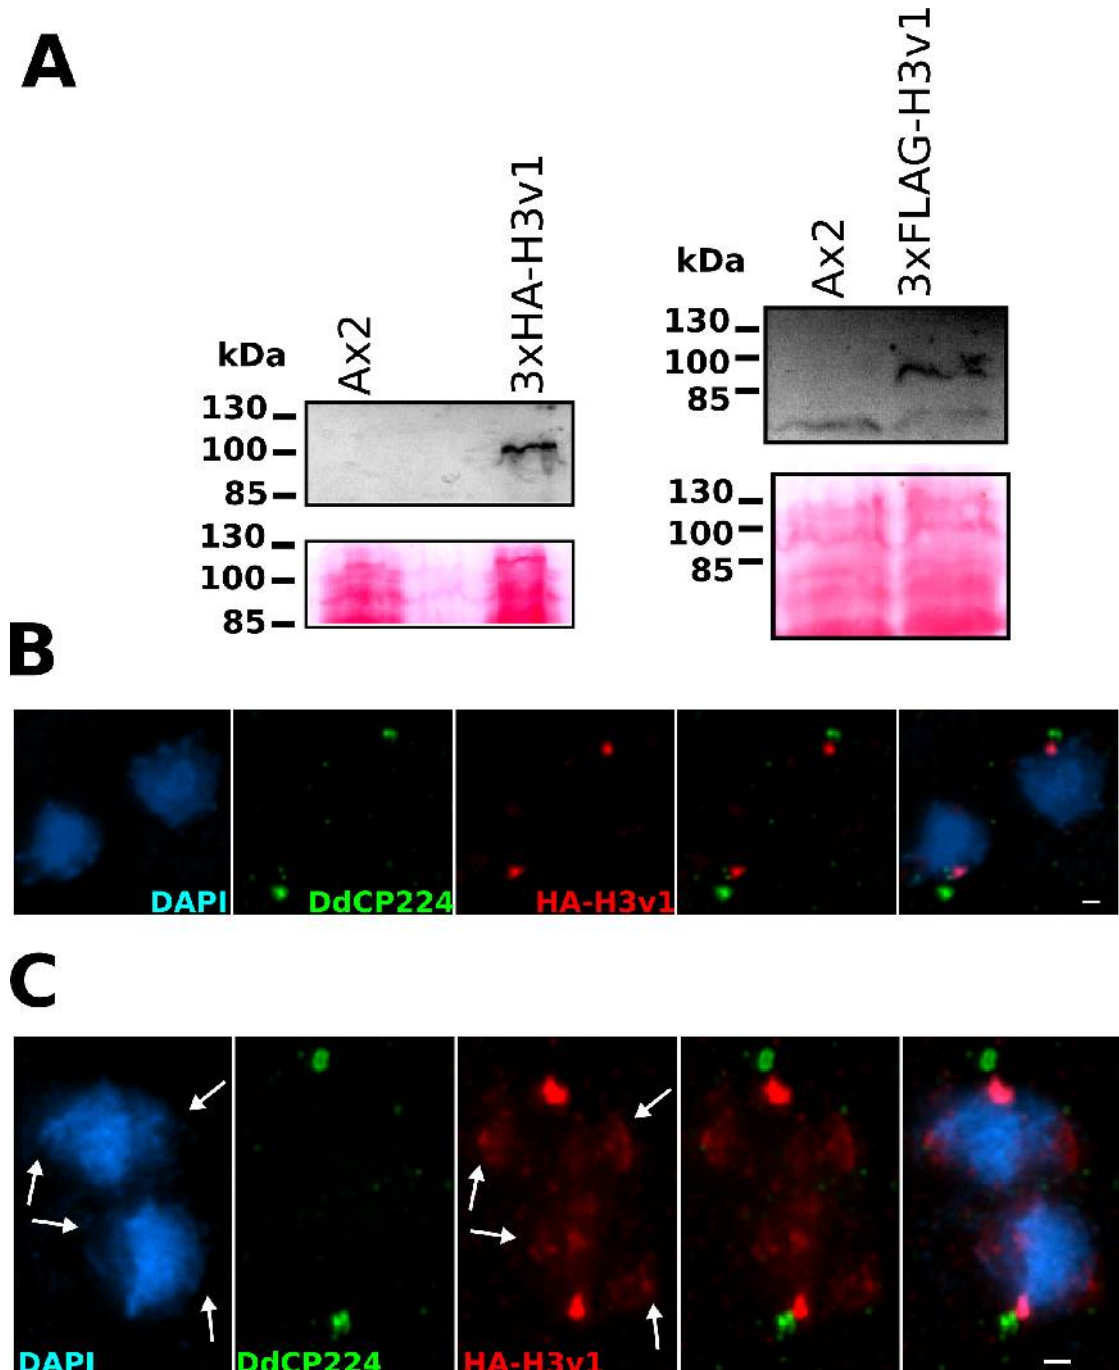 A
kDa
Ax2
3xHA-H3v1
130
100
85
130
100
85
kDa
Ax2
3xFLAG-H3v1
130
100
85
130
100
85
B
DAPI
DdCP224
HA-H3v1
C
DAPI
DdCP224
HA-H3v1